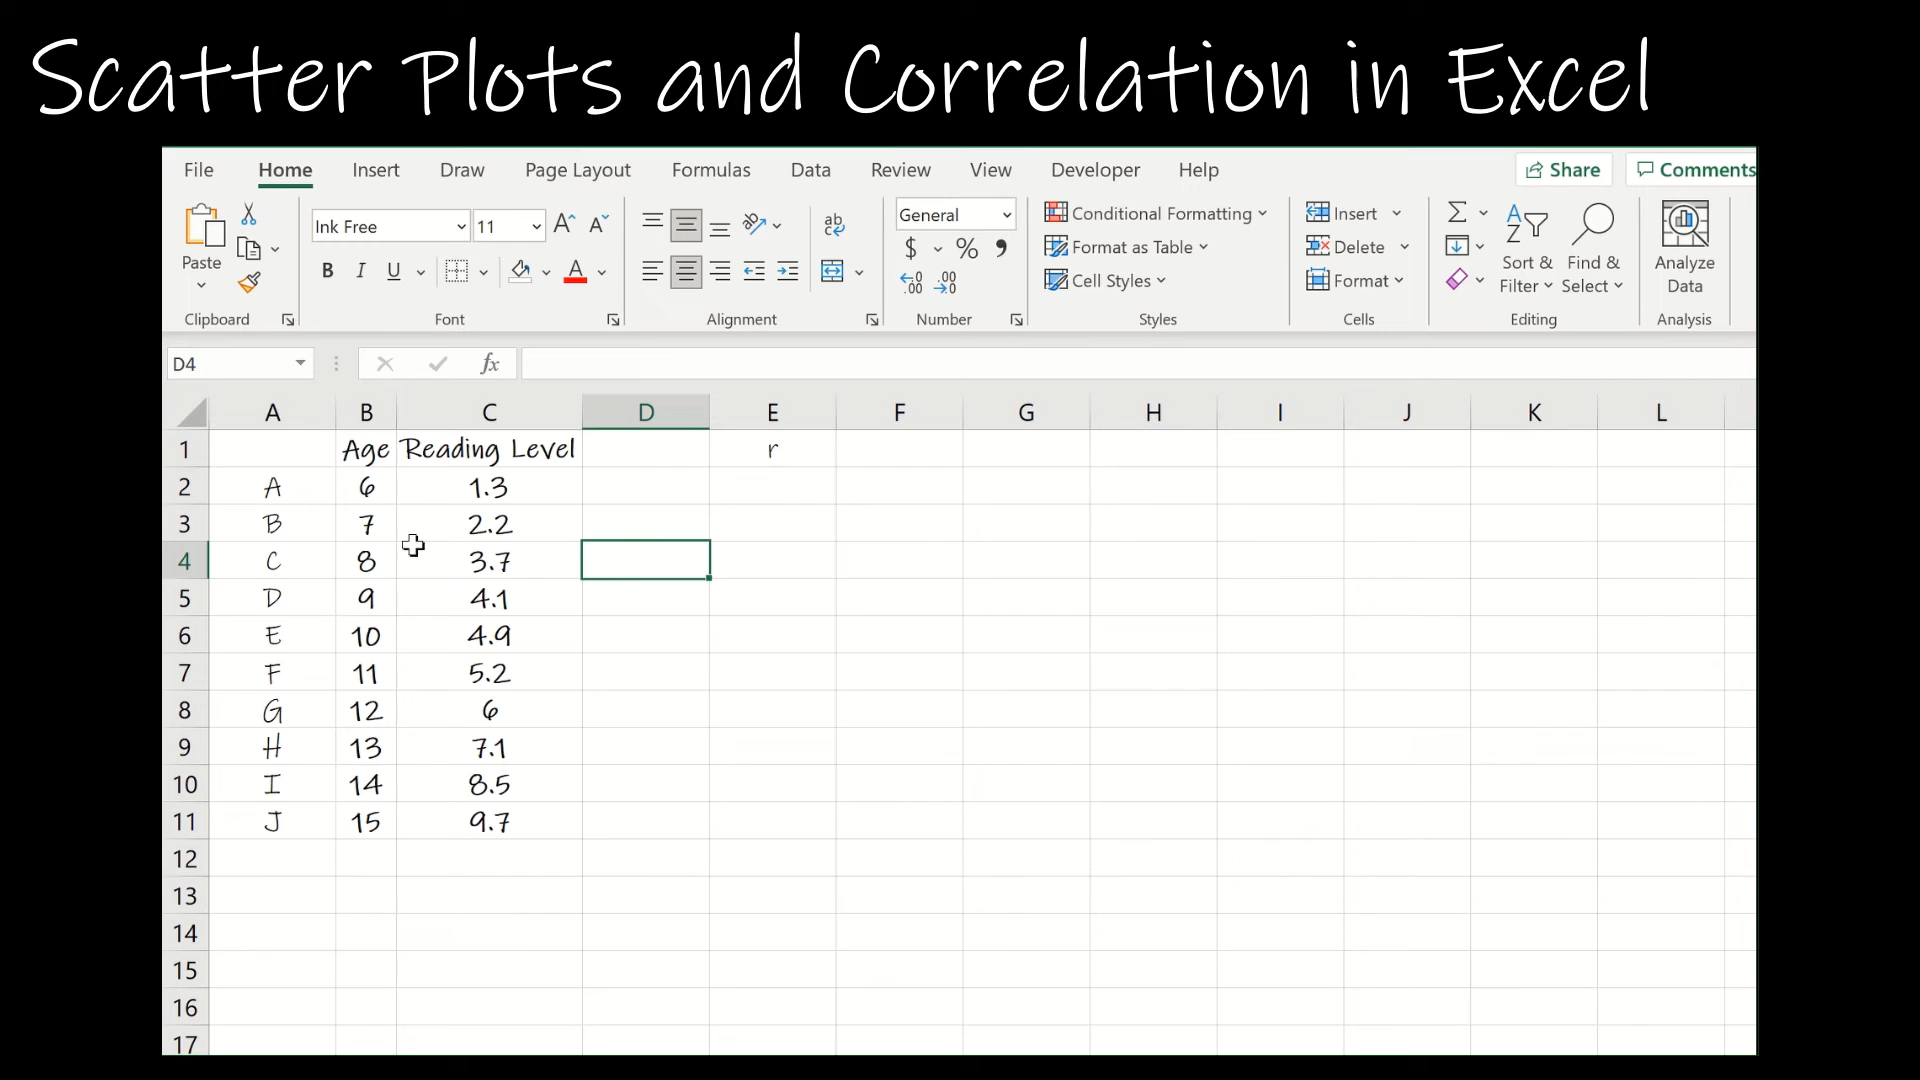 Scatter Plots and Correlation in Excel
File Home Insert Draw Page Layout Formulas Data Review View Developer Help Share Comments
Paste
Clipboard
Ink Free 11
B I U A
Font
ab
Alignment
General
$ % 9
.00 .00
Number
Conditional Formatting
Format as Table
Cell Styles
Styles
Insert
Delete
Format
Cells
Sort & Filter
Find & Select
Editing
Analyze Data
Analysis
D4 fx
A B C D E F G H I J K L
1 Age Reading Level r
2 A 6 1.3
3 B 7 2.2
4 C 8 3.7
5 D 9 4.1
6 E 10 4.9
7 F 11 5.2
8 G 12 6
9 H 13 7.1
10 I 14 8.5
11 J 15 9.7
12
13
14
15
16
17